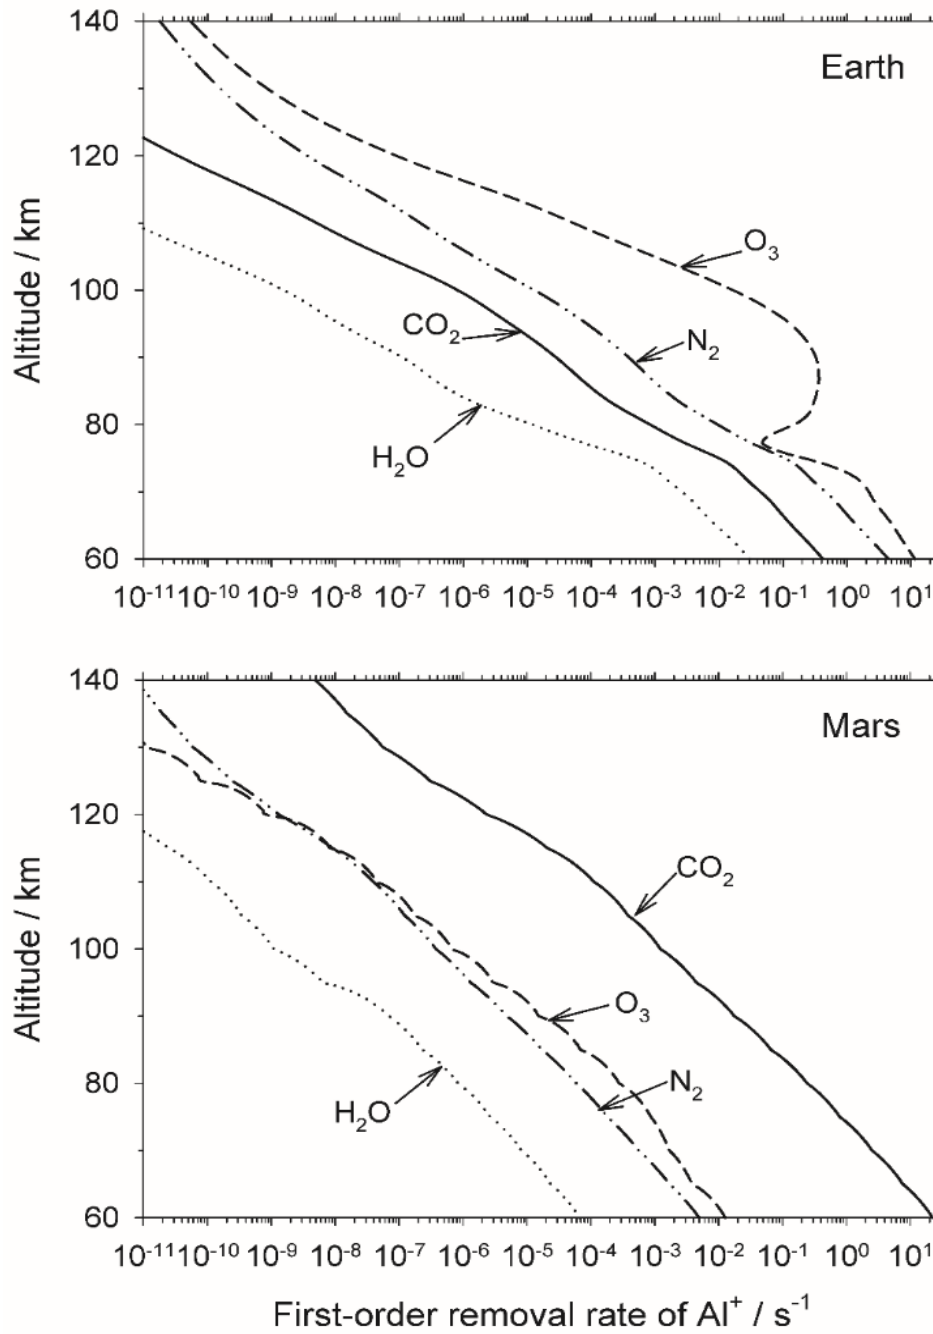 140
Earth
120
O₃
100
CO₂
N₂
80
H₂O
60
Altitude / km
10⁻¹¹ 10⁻¹⁰ 10⁻⁹ 10⁻⁸ 10⁻⁷ 10⁻⁶ 10⁻⁵ 10⁻⁴ 10⁻³ 10⁻² 10⁻¹ 10⁰ 10¹
140
Mars
120
CO₂
100
O₃
N₂
80
H₂O
60
Altitude / km
10⁻¹¹ 10⁻¹⁰ 10⁻⁹ 10⁻⁸ 10⁻⁷ 10⁻⁶ 10⁻⁵ 10⁻⁴ 10⁻³ 10⁻² 10⁻¹ 10⁰ 10¹
First-order removal rate of Al⁺ / s⁻¹